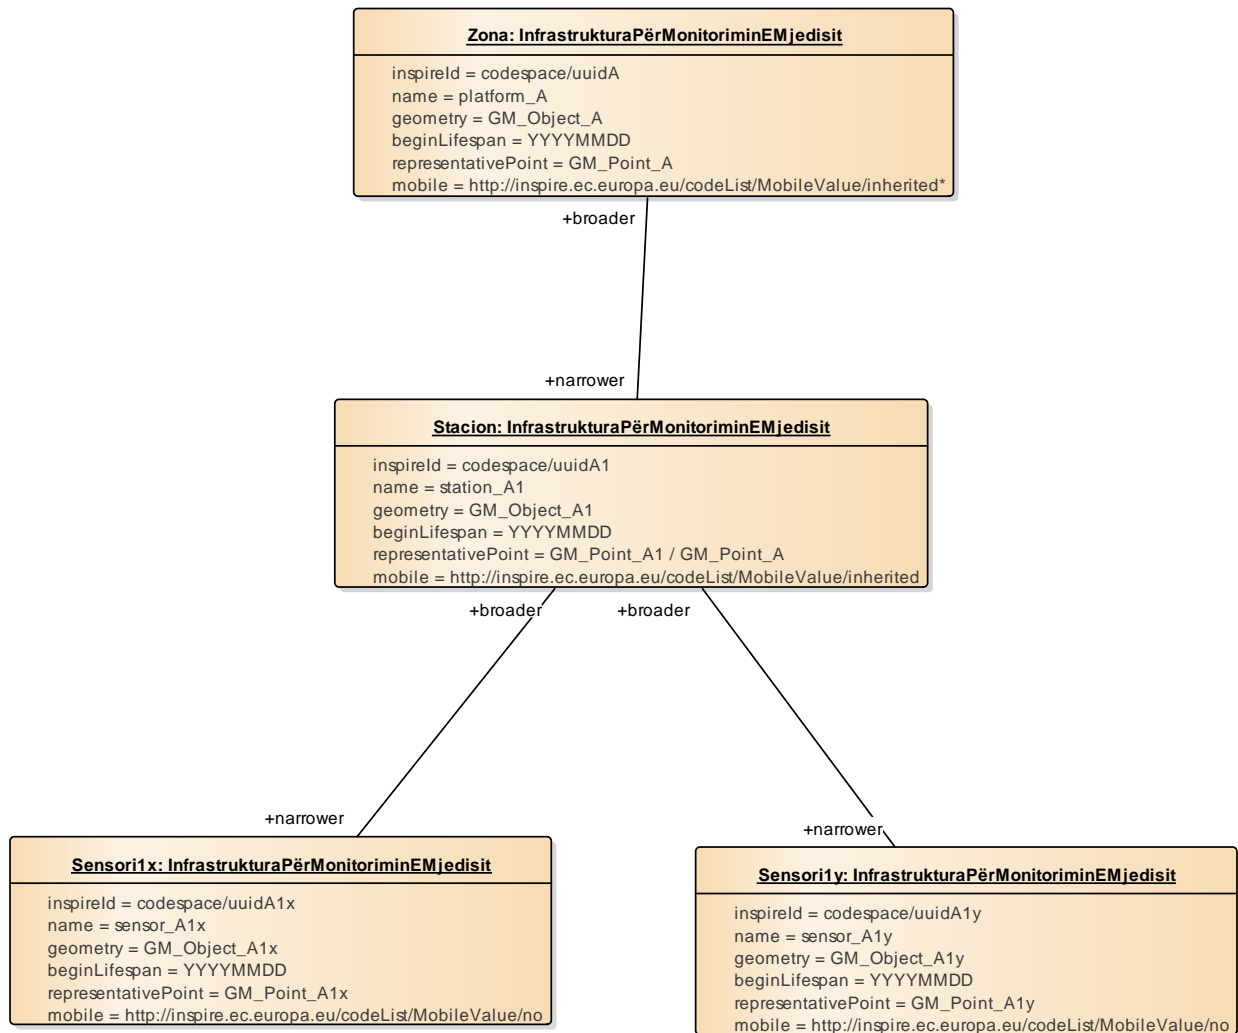 Zona: InfrastrukturaPërMonitoriminEMjedisit
inspireId = codespace/uuidA
name = platform_A
geometry = GM_Object_A
beginLifespan = YYYYMMDD
representativePoint = GM_Point_A
mobile = http://inspire.ec.europa.eu/codeList/MobileValue/inherited*
+broader
+narrower
Stacion: InfrastrukturaPërMonitoriminEMjedisit
inspireId = codespace/uuidA1
name = station_A1
geometry = GM_Object_A1
beginLifespan = YYYYMMDD
representativePoint = GM_Point_A1 / GM_Point_A
mobile = http://inspire.ec.europa.eu/codeList/MobileValue/inherited
+broader
+broader
+narrower
+narrower
Sensori1x: InfrastrukturaPërMonitoriminEMjedisit
inspireId = codespace/uuidA1x
name = sensor_A1x
geometry = GM_Object_A1x
beginLifespan = YYYYMMDD
representativePoint = GM_Point_A1x
mobile = http://inspire.ec.europa.eu/codeList/MobileValue/no
Sensori1y: InfrastrukturaPërMonitoriminEMjedisit
inspireId = codespace/uuidA1y
name = sensor_A1y
geometry = GM_Object_A1y
beginLifespan = YYYYMMDD
representativePoint = GM_Point_A1y
mobile = http://inspire.ec.europa.eu/codeList/MobileValue/no